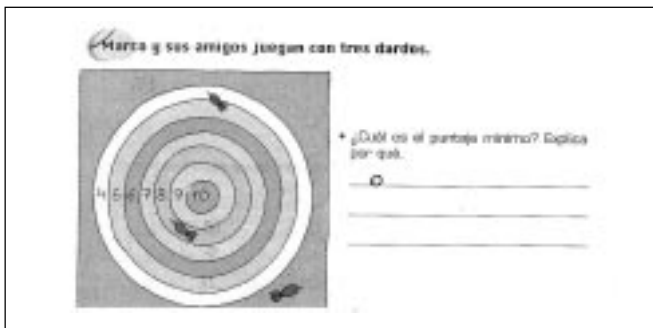 Marco y sus amigos juegan con tres dardos.
4 5 6 7 8 9 10
• ¿Cuál es el puntaje mínimo? Explica
por qué.
0